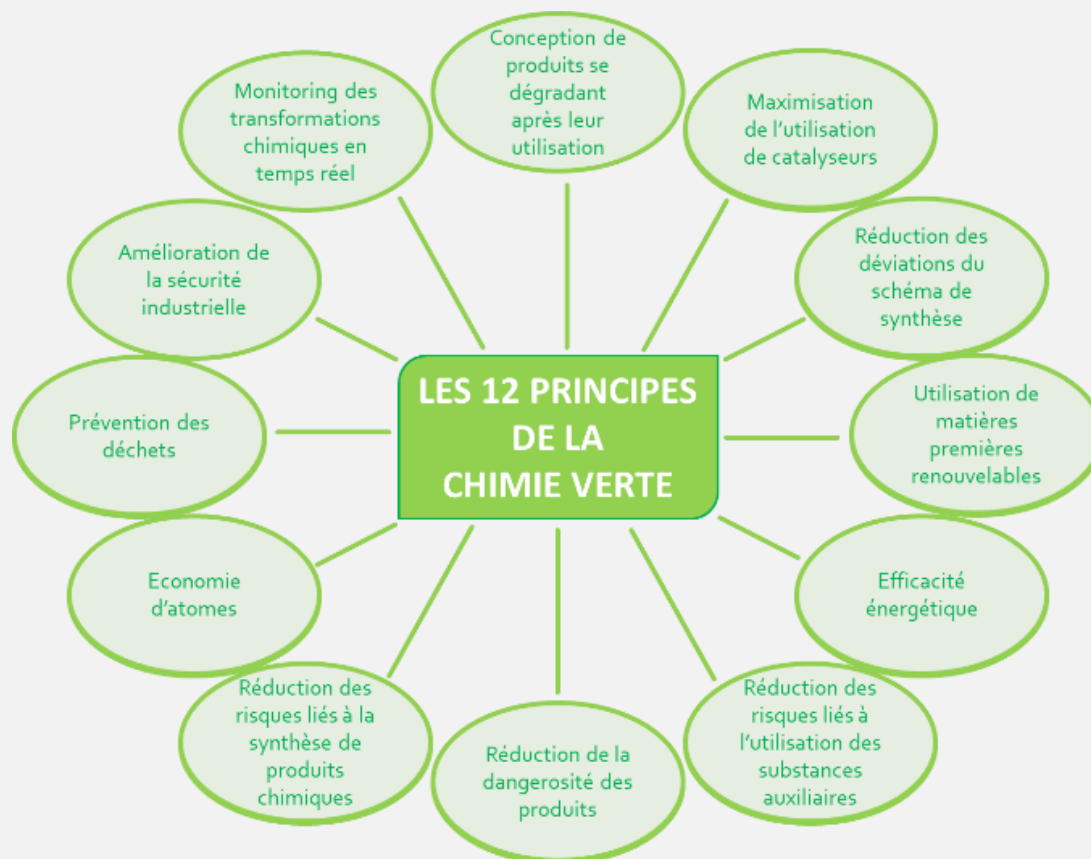 Conception de
produits se
dégradant
après leur
utilisation
Maximisation
de l'utilisation
de catalyseurs
Réduction des
déviations du
schéma de
synthèse
Utilisation de
matières
premières
renouvelables
Efficacité
énergétique
Réduction des
risques liés à
l'utilisation des
substances
auxiliaires
Réduction de la
dangerosité des
produits
Réduction des
risques liés à la
synthèse de
produits
chimiques
Economie
d'atomes
Prévention des
déchets
Amélioration de
la sécurité
industrielle
Monitoring des
transformations
chimiques en
temps réel
LES 12 PRINCIPES
DE LA
CHIMIE VERTE